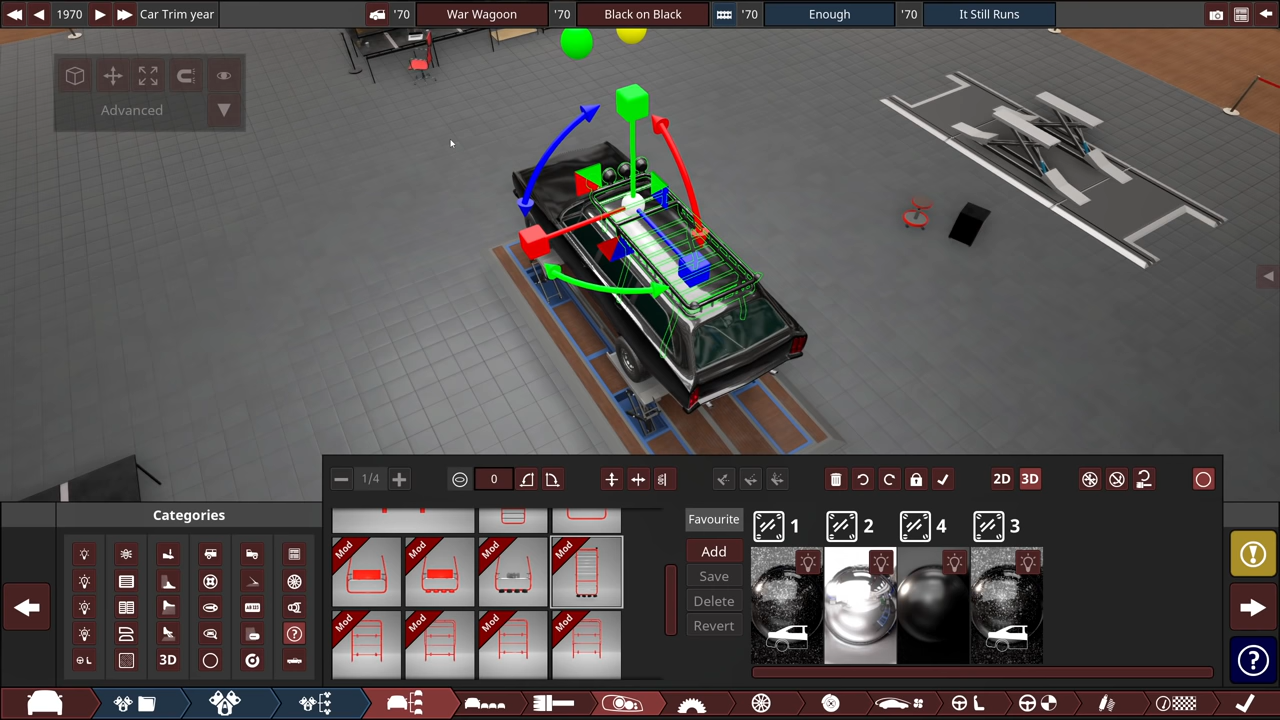 1970 Car Trim year '70 War Wagoon '70 Black on Black '70 Enough '70 It Still Runs
Advanced
1/4 0 2D 3D
Categories
Favourite
Add
Save
Delete
Revert
1 2 4 3
Mod Mod Mod Mod
Mod Mod Mod Mod
3D
L